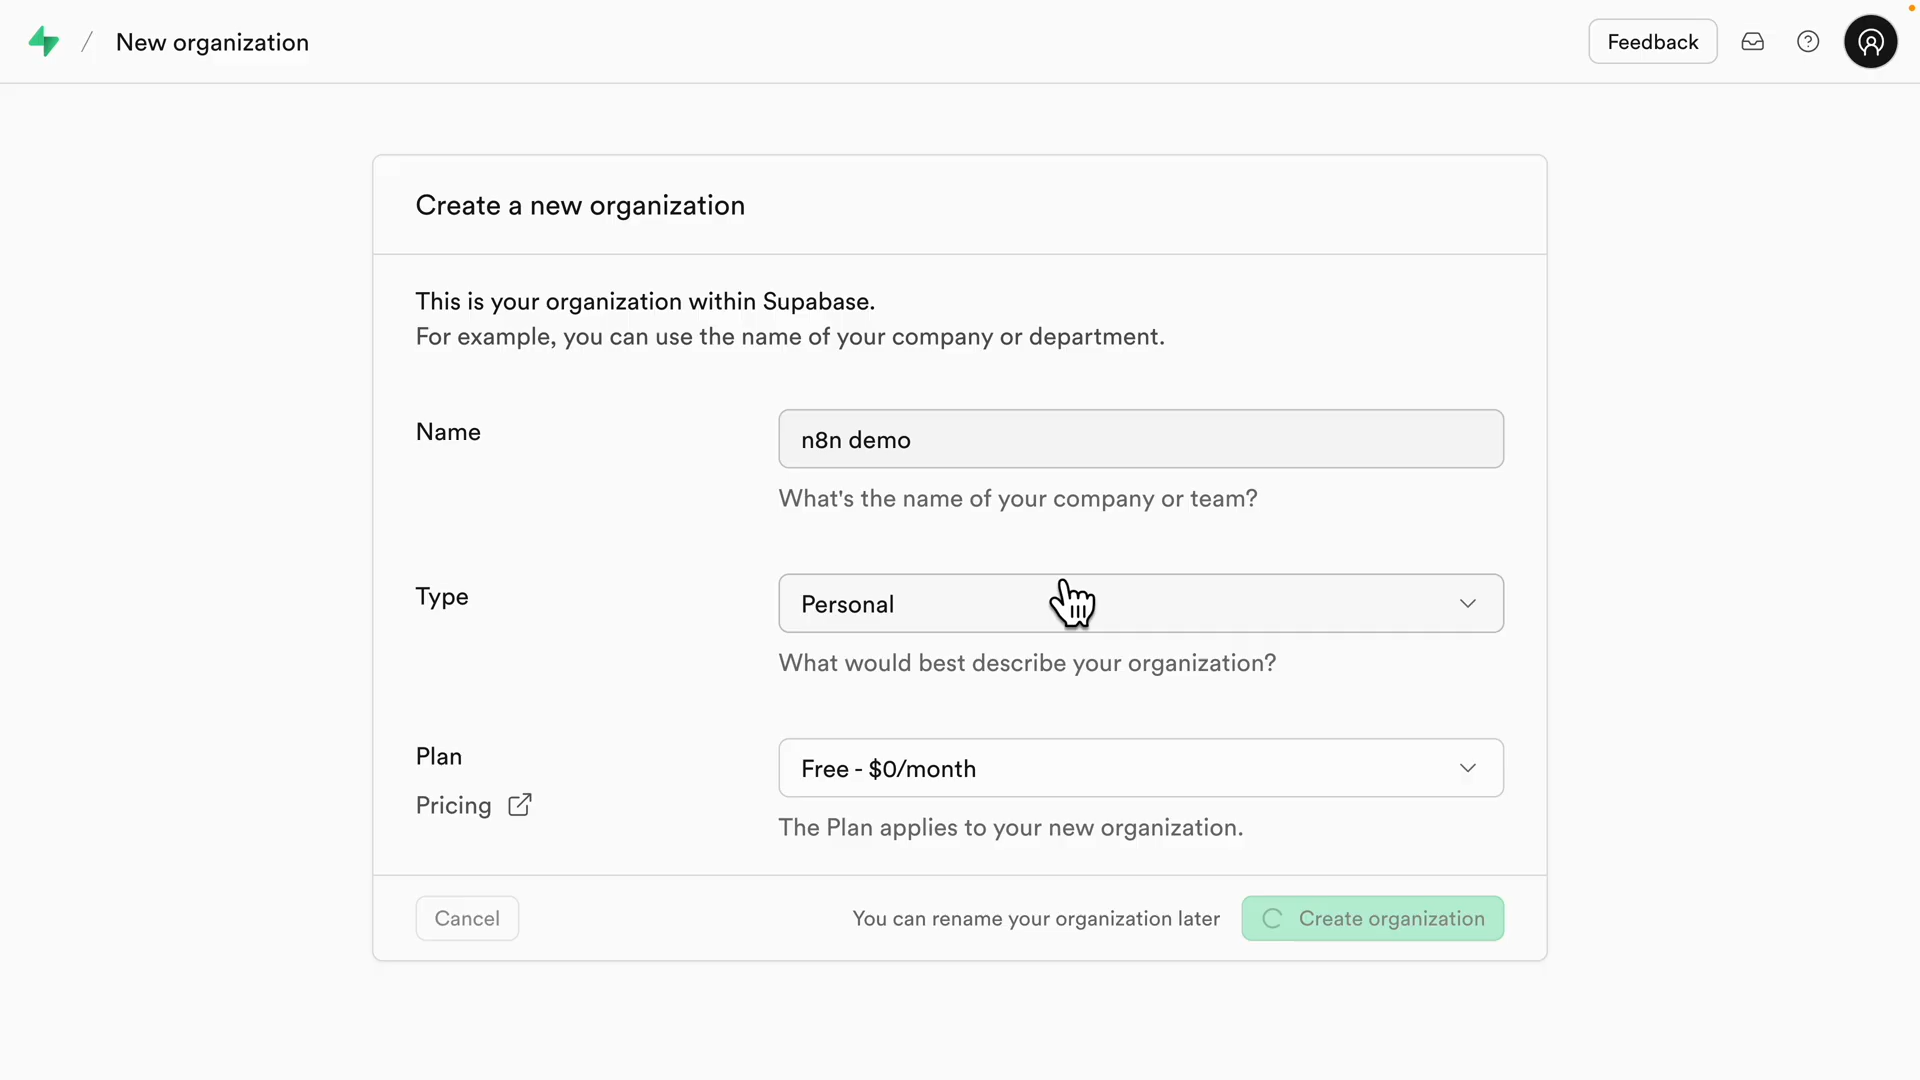 New organization
Feedback
Create a new organization
This is your organization within Supabase.
For example, you can use the name of your company or department.
Name
n8n demo
What's the name of your company or team?
Type
Personal
What would best describe your organization?
Plan
Free - $0/month
Pricing
The Plan applies to your new organization.
Cancel
You can rename your organization later
Create organization